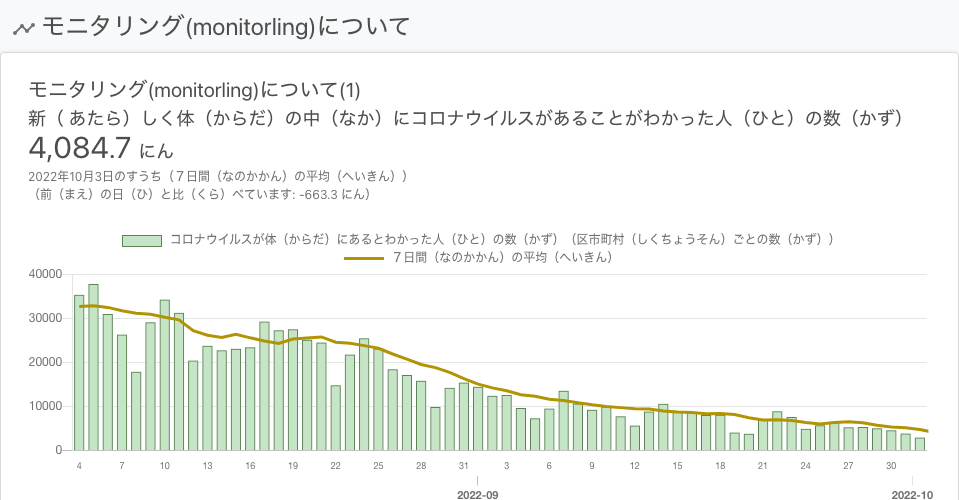 モニタリング(monitorling)について
モニタリング(monitorling)について(1)
新（ あたら）しく体（からだ）の中（なか）にコロナウイルスがあることがわかった人（ひと）の数（かず）
4,084.7 にん
2022年10月3日のすうち（７日間（なのかかん）の平均（へいきん））
（前（まえ）の日（ひ）と比（くら）べています: -663.3 にん）
コロナウイルスが体（からだ）にあるとわかった人（ひと）の数（かず）（区市町村（しくちょうそん）ごとの数（かず））
７日間（なのかかん）の平均（へいきん）
40000
30000
20000
10000
0
4 7 10 13 16 19 22 25 28 31 3 6 9 12 15 18 21 24 27 30
2022-09 2022-10